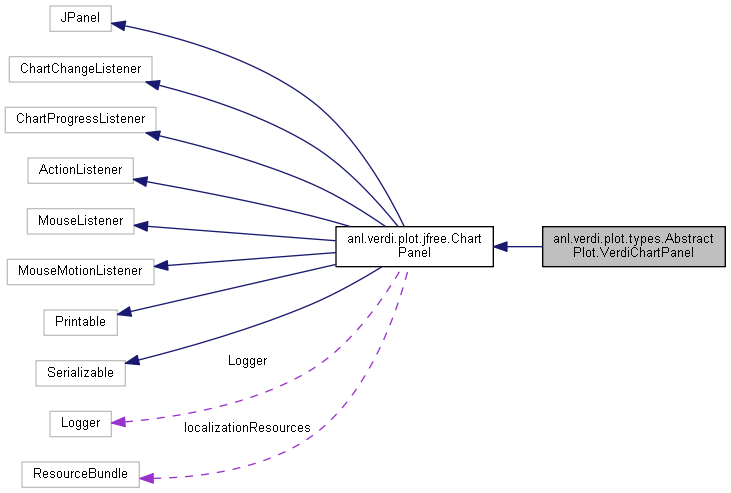 JPanel
ChartChangeListener
ChartProgressListener
ActionListener
MouseListener
MouseMotionListener
Printable
Serializable
Logger
ResourceBundle
Logger
localizationResources
anl.verdi.plot.jfree.Chart
Panel
anl.verdi.plot.types.Abstract
Plot.VerdiChartPanel